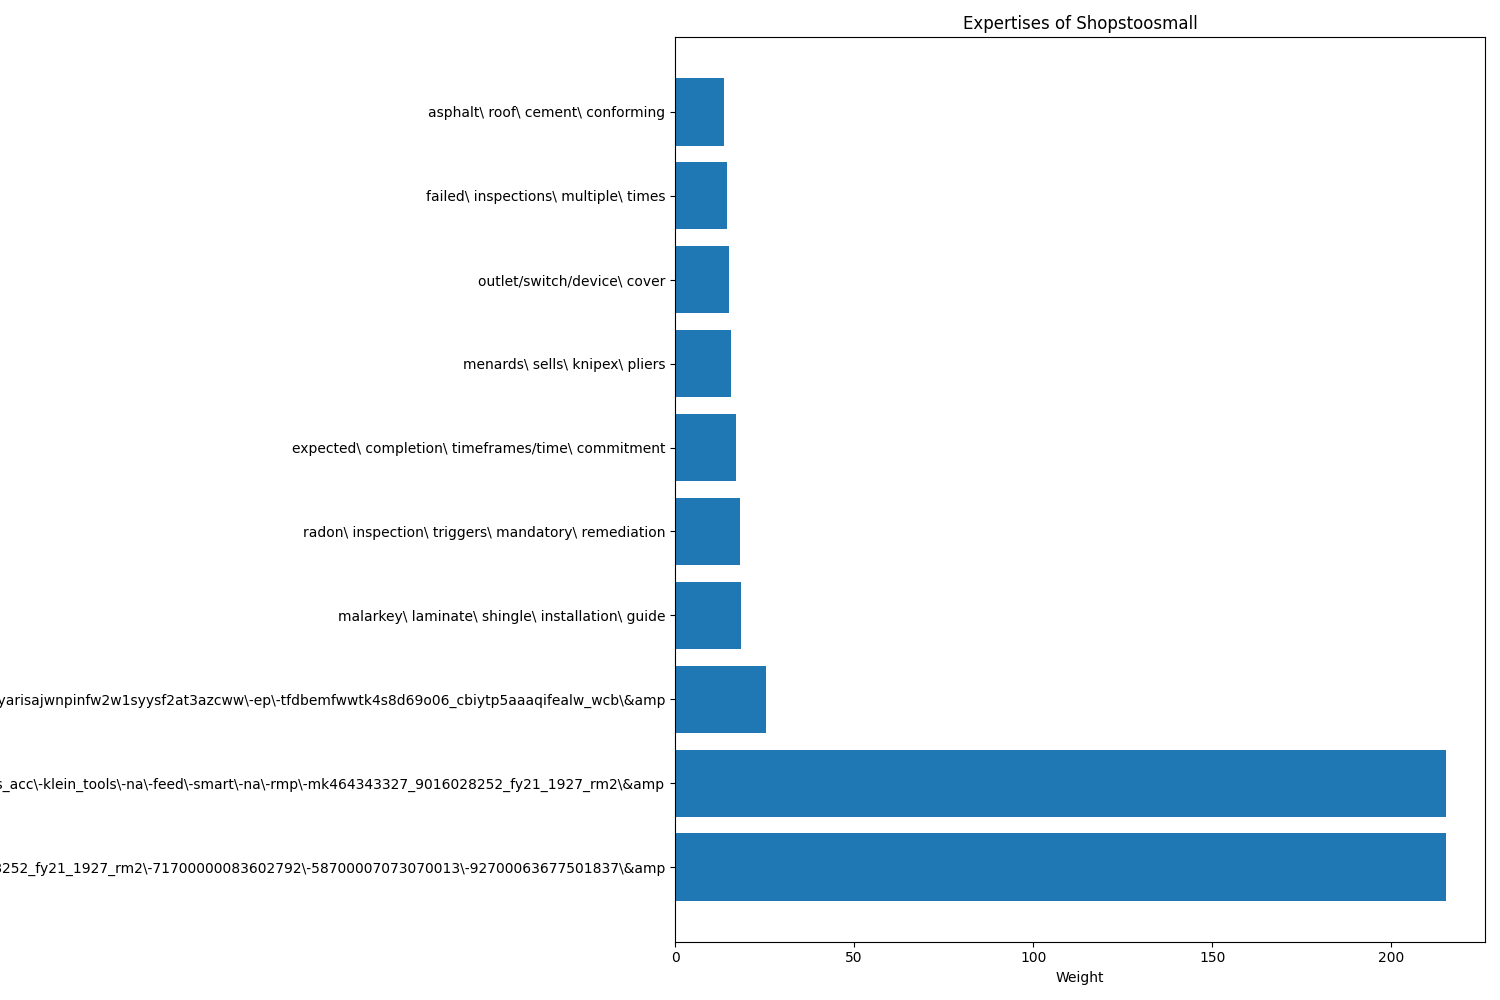 Expertises of Shopstoosmall
asphalt\ roof\ cement\ conforming
failed\ inspections\ multiple\ times
outlet/switch/device\ cover
menards\ sells\ knipex\ pliers
expected\ completion\ timeframes/time\ commitment
radon\ inspection\ triggers\ mandatory\ remediation
malarkey\ laminate\ shingle\ installation\ guide
yarisajwnpinfw2w1syysf2at3azcww\-ep\-tfdbemfwwtk4s8d69o06_cbiytp5aaaqifealw_wcb\&amp
s_acc\-klein_tools\-na\-feed\-smart\-na\-rmp\-mk464343327_9016028252_fy21_1927_rm2\&amp
8252_fy21_1927_rm2\-71700000083602792\-58700007073070013\-92700063677501837\&amp
0 50 100 150 200
Weight